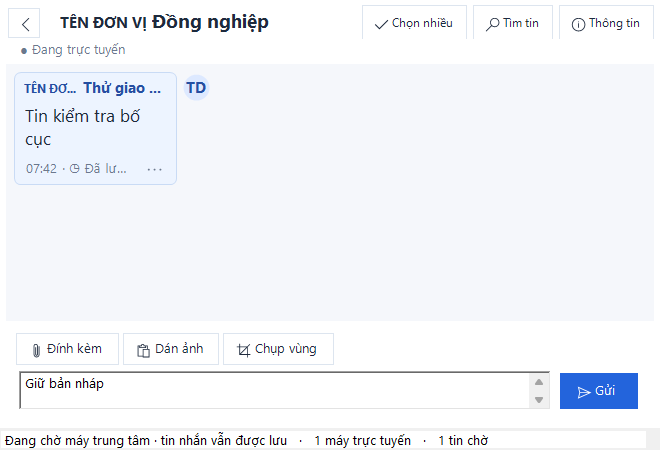 TÊN ĐƠN VỊ Đồng nghiệp
Chọn nhiều
Tìm tin
Thông tin
Đang trực tuyến
TÊN ĐƠ... Thử giao ...
TD
Tin kiểm tra bố
cục
07:42 · Đã lư... ...
Đính kèm
Dán ảnh
Chụp vùng
Giữ bản nháp
Gửi
Đang chờ máy trung tâm · tin nhắn vẫn được lưu · 1 máy trực tuyến · 1 tin chờ